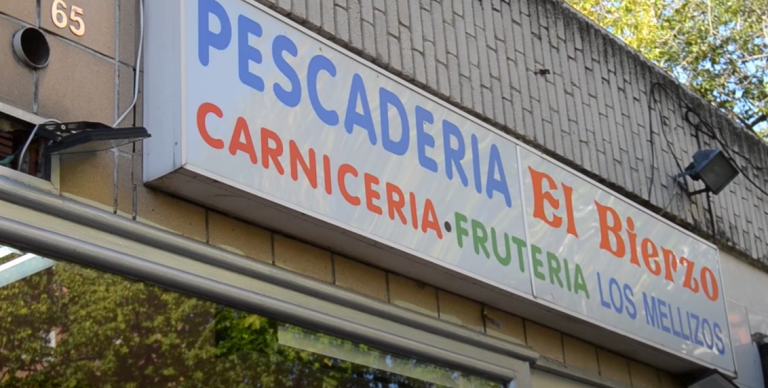 65
PESCADERIA El Bierzo
CARNICERIA·FRUTERIA LOS MELLIZOS